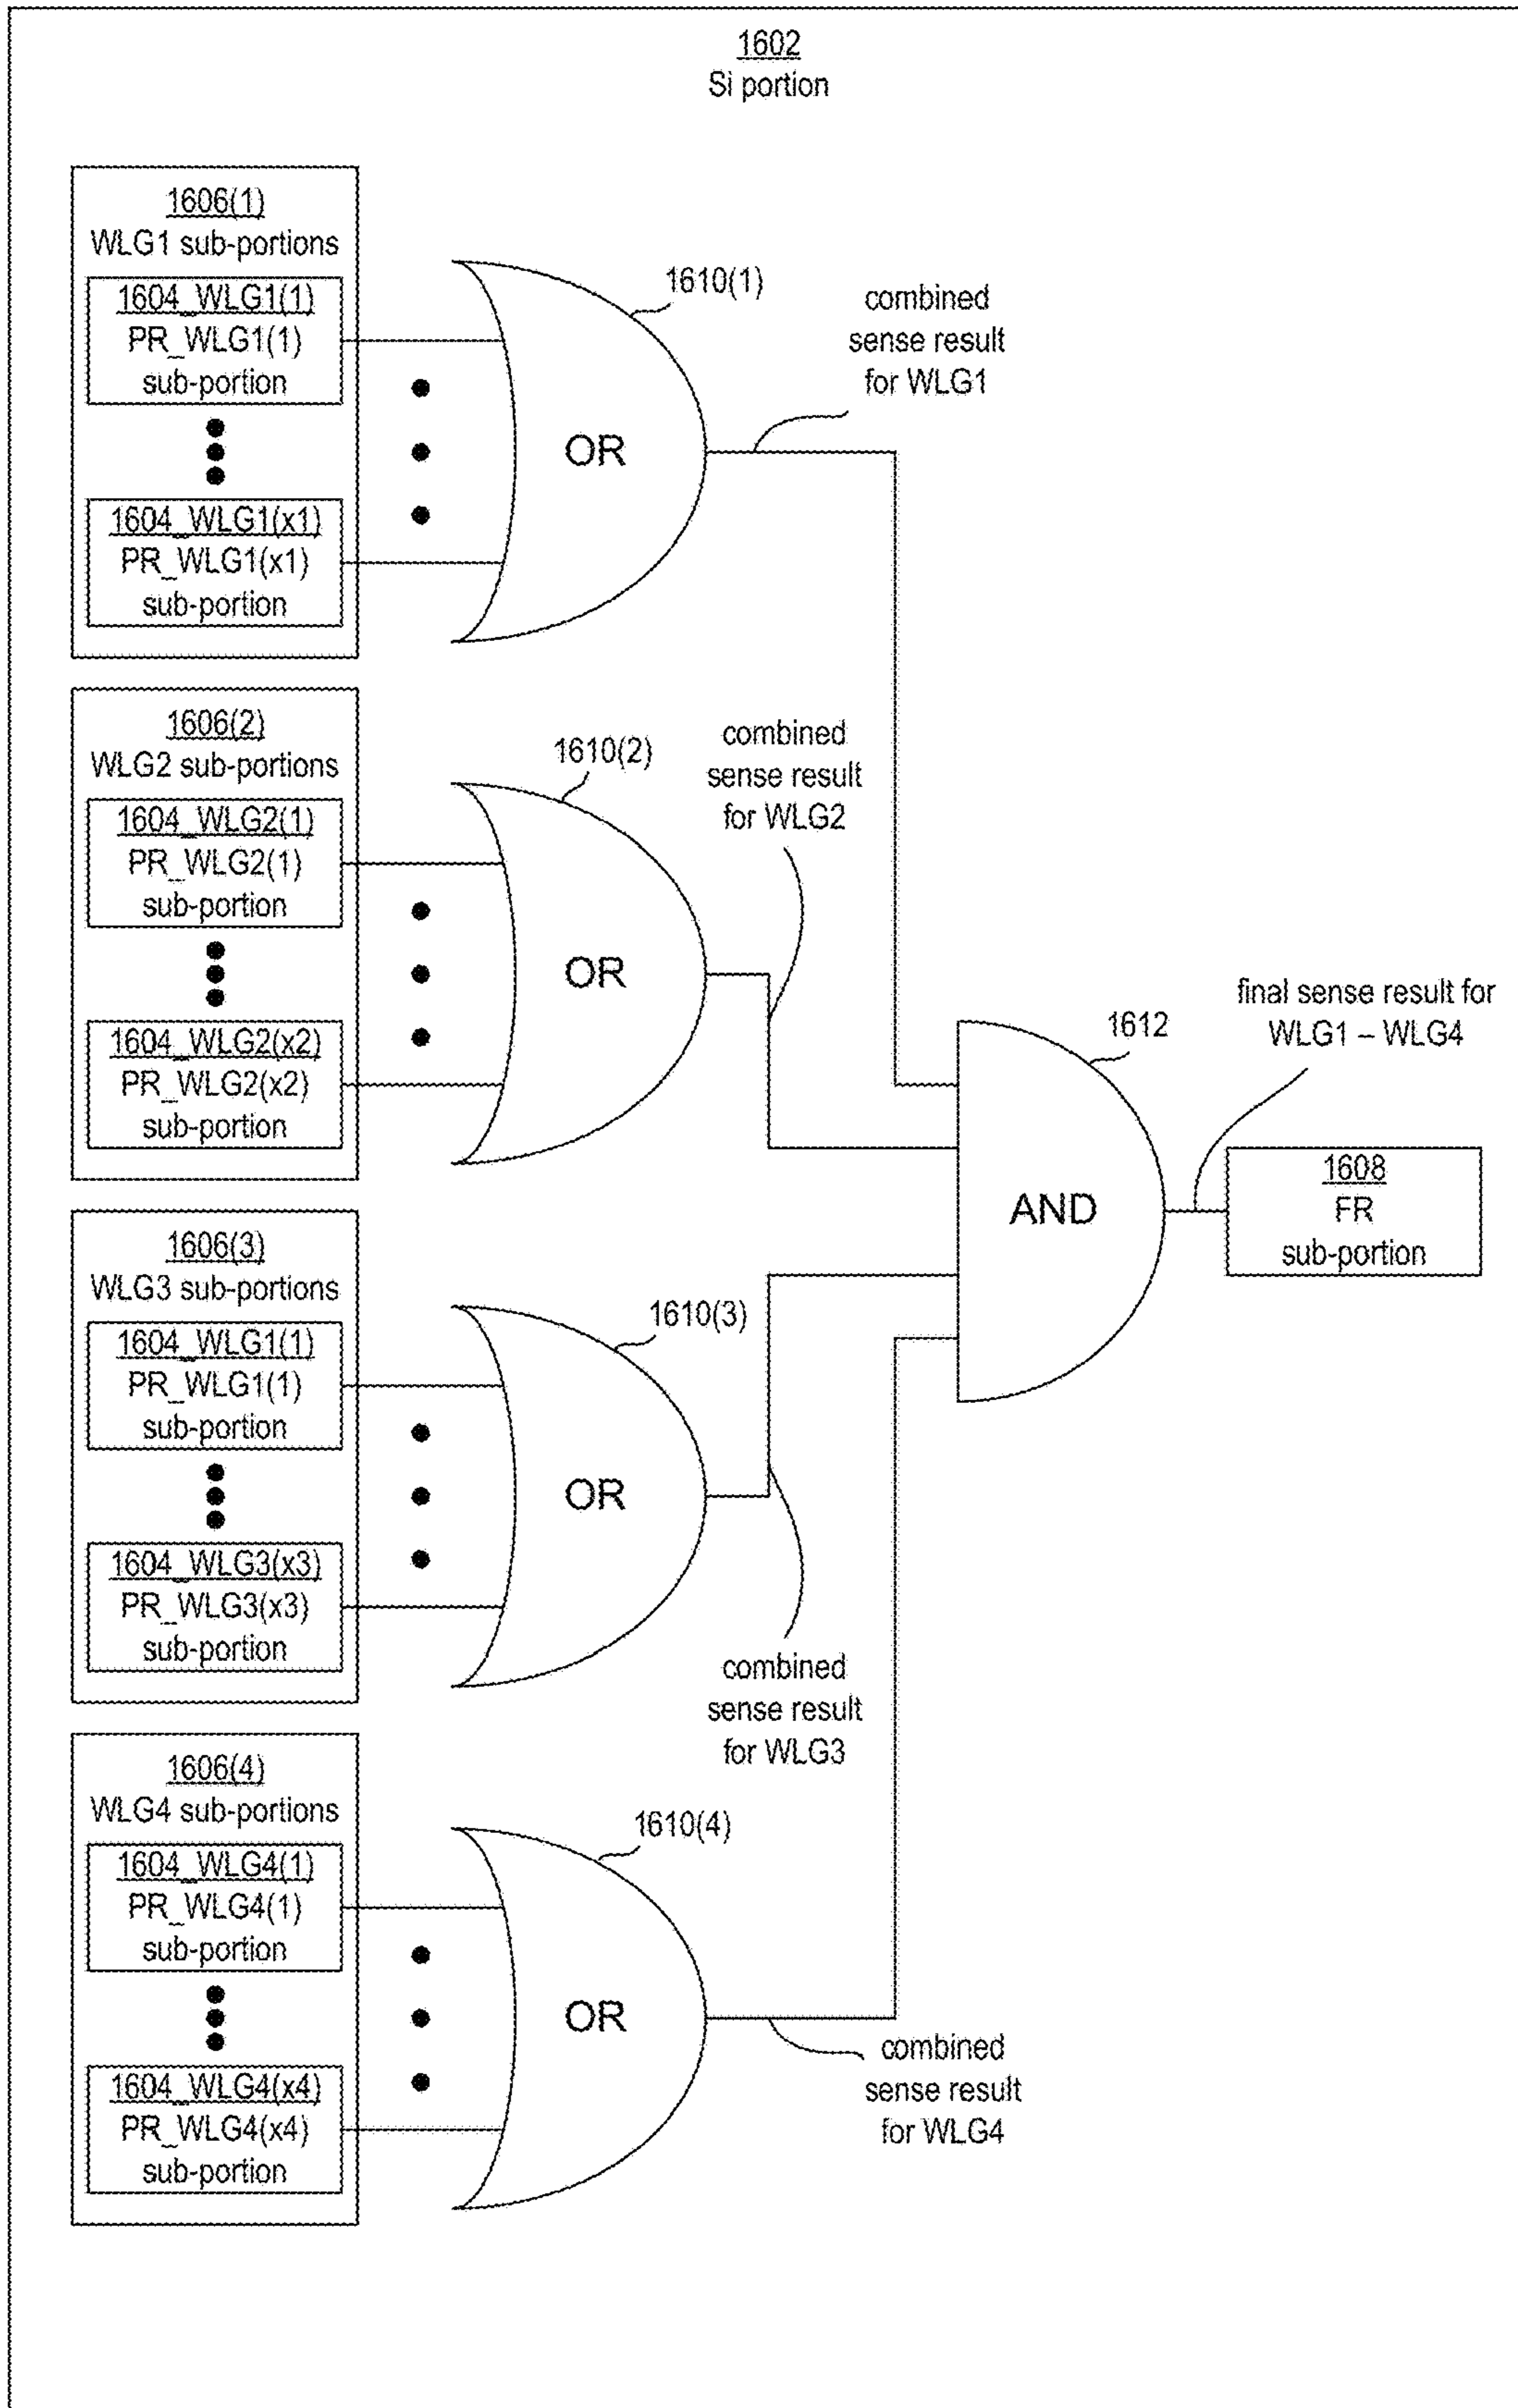 1602
Si portion
1606(1)
WLG1 sub-portions
1604_WLG1(1)
PR_WLG1(1)
sub-portion
1604_WLG1(x1)
PR_WLG1(x1)
sub-portion
OR
1610(1)
combined
sense result
for WLG1
1606(2)
WLG2 sub-portions
1604_WLG2(1)
PR_WLG2(1)
sub-portion
1604_WLG2(x2)
PR_WLG2(x2)
sub-portion
OR
1610(2)
combined
sense result
for WLG2
1606(3)
WLG3 sub-portions
1604_WLG1(1)
PR_WLG1(1)
sub-portion
1604_WLG3(x3)
PR_WLG3(x3)
sub-portion
OR
1610(3)
combined
sense result
for WLG3
1606(4)
WLG4 sub-portions
1604_WLG4(1)
PR_WLG4(1)
sub-portion
1604_WLG4(x4)
PR_WLG4(x4)
sub-portion
OR
1610(4)
combined
sense result
for WLG4
AND
1612
final sense result for
WLG1 – WLG4
1608
FR
sub-portion